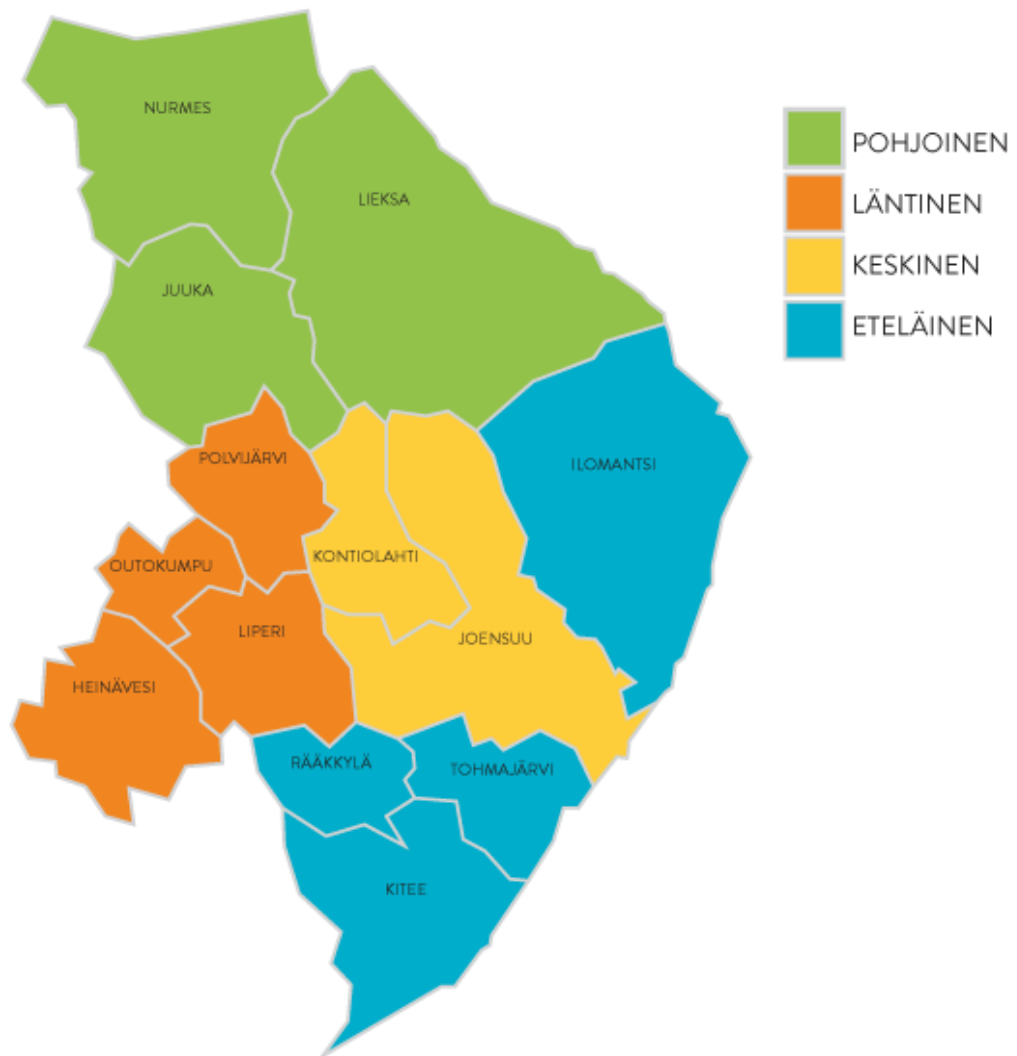 NURMES
POHJOINEN
LIEKSA
LÄNTINEN
KESKINEN
JUUKA
ETELÄINEN
POLVIJÄRVI
ILOMANTSI
KONTIOLAHTI
OUTOKUMPU
LIPERI
JOENSUU
HEINÄVESI
RÄÄKKYLÄ
TOHMAJÄRVI
KITEE